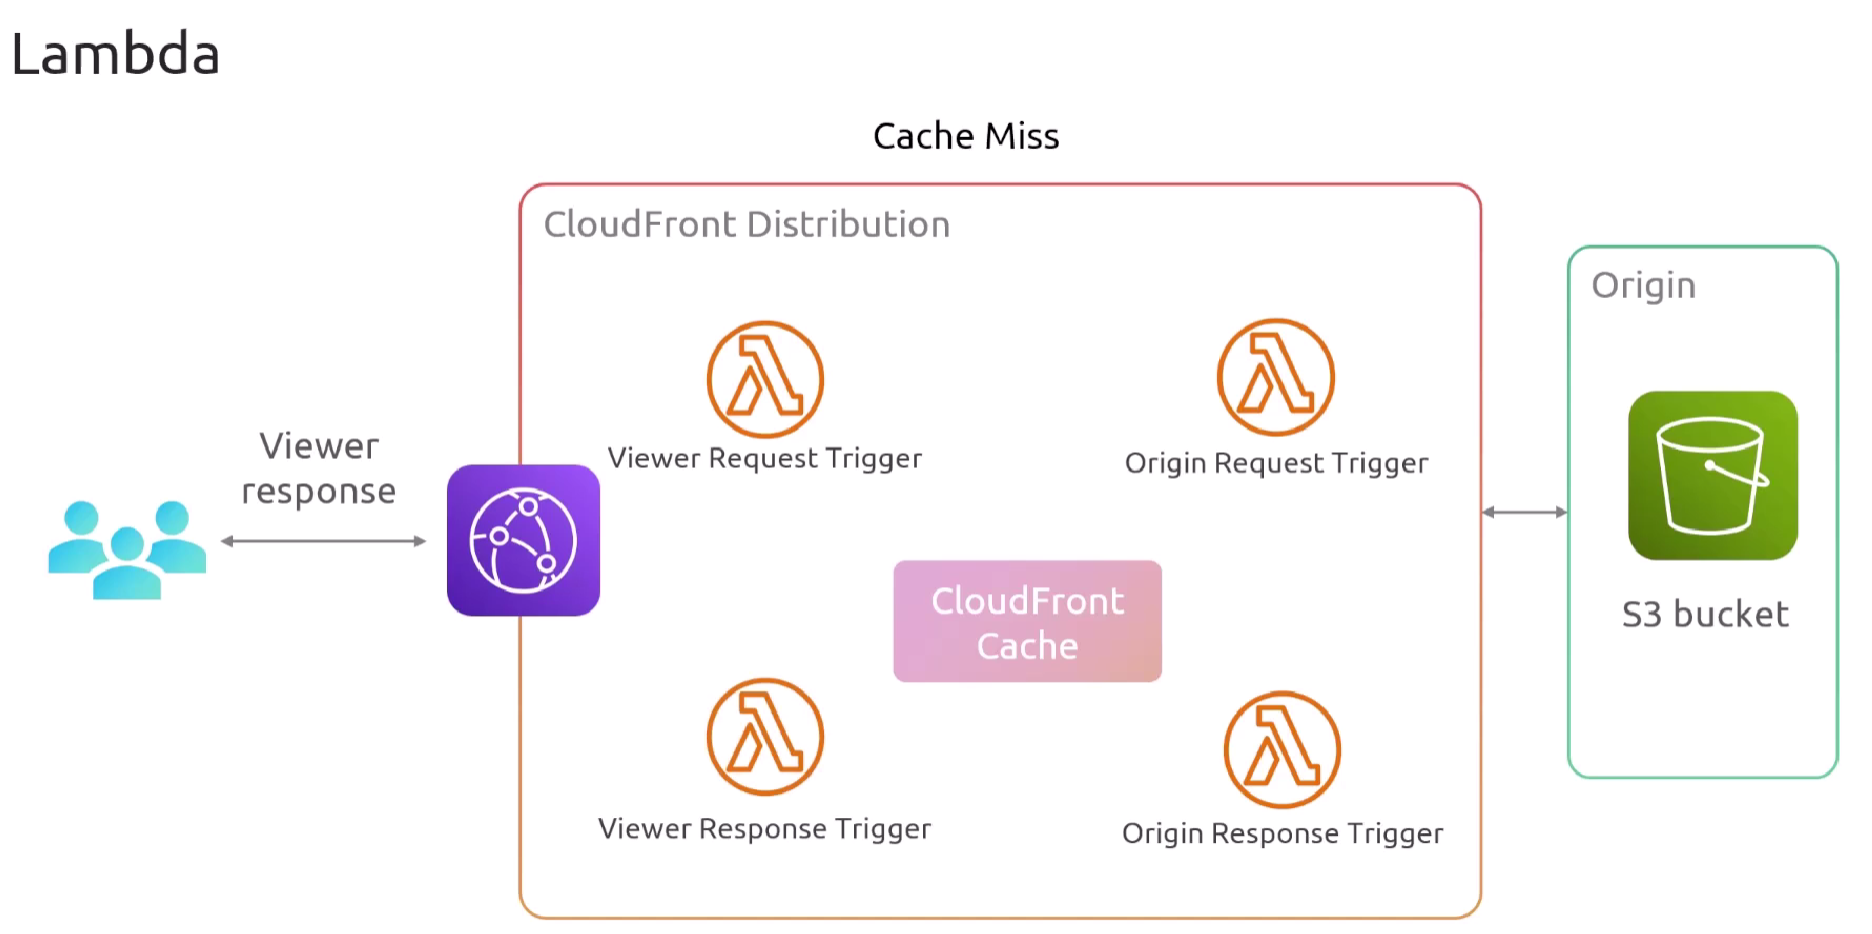 Lambda
Cache Miss
CloudFront Distribution
Origin
Viewer Request Trigger
Origin Request Trigger
Viewer
response
CloudFront
Cache
S3 bucket
Viewer Response Trigger
Origin Response Trigger